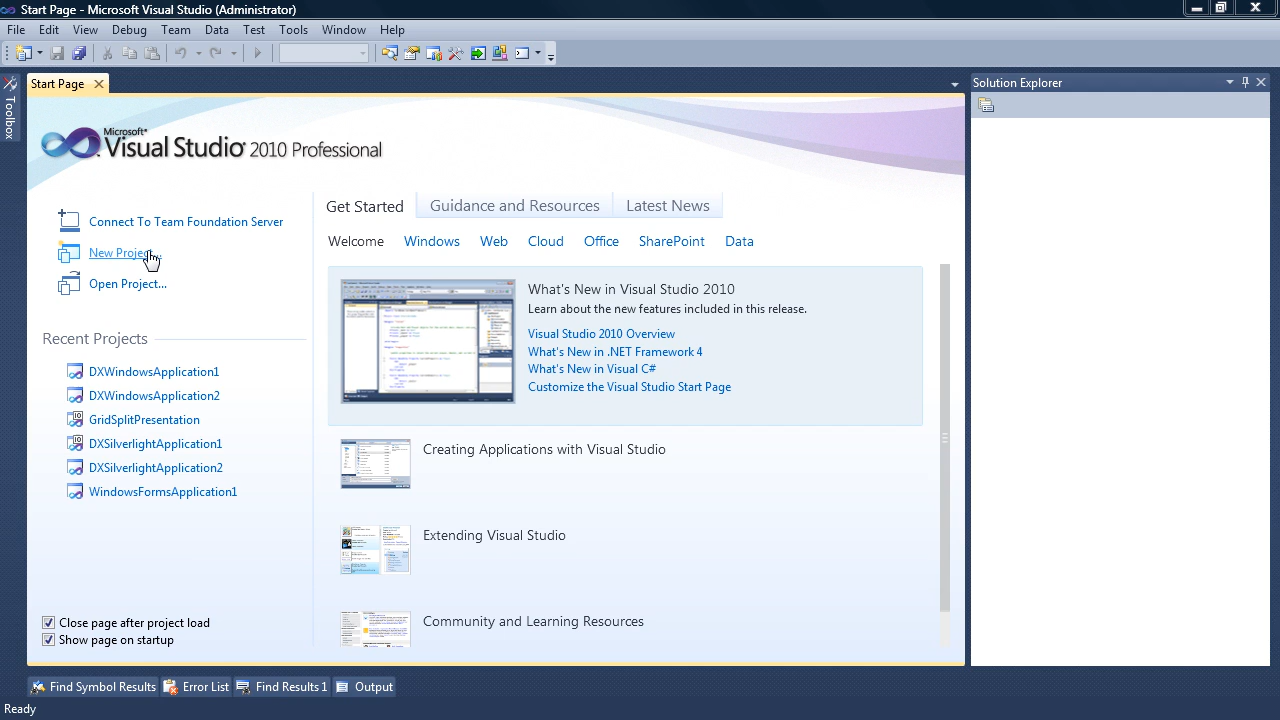 Start Page - Microsoft Visual Studio (Administrator)
File Edit View Debug Team Data Test Tools Window Help
Start Page
Solution Explorer
Toolbox
Microsoft
Visual Studio 2010 Professional
Connect To Team Foundation Server
New Project...
Open Project...
Recent Projects
DXWindowsApplication1
DXWindowsApplication2
GridSplitPresentation
DXSilverlightApplication1
DXSilverlightApplication2
WindowsFormsApplication1
Close page after project load
Show page on startup
Get Started Guidance and Resources Latest News
Welcome Windows Web Cloud Office SharePoint Data
What's New in Visual Studio 2010
Learn about the new features included in this release.
Visual Studio 2010 Overview
What's New in .NET Framework 4
What's New in Visual C#
Customize the Visual Studio Start Page
Creating Applications with Visual Studio
Extending Visual Studio
Community and Learning Resources
Find Symbol Results Error List Find Results 1 Output
Ready